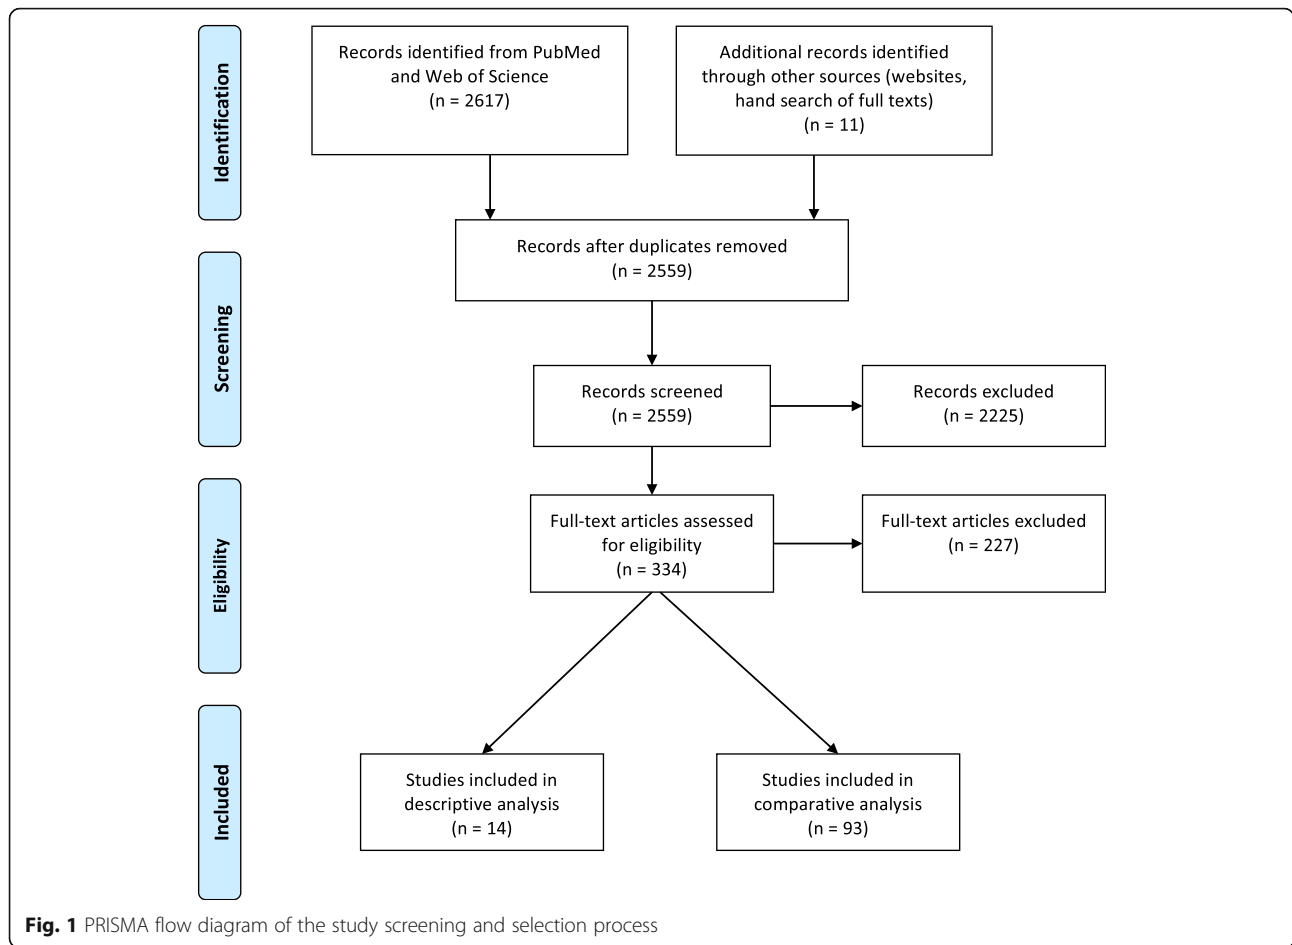 Identification
Records identified from PubMed
and Web of Science
(n = 2617)
Additional records identified
through other sources (websites,
hand search of full texts)
(n = 11)
Records after duplicates removed
(n = 2559)
Screening
Records screened
(n = 2559)
Records excluded
(n = 2225)
Eligibility
Full-text articles assessed
for eligibility
(n = 334)
Full-text articles excluded
(n = 227)
Included
Studies included in
descriptive analysis
(n = 14)
Studies included in
comparative analysis
(n = 93)
Fig. 1 PRISMA flow diagram of the study screening and selection process